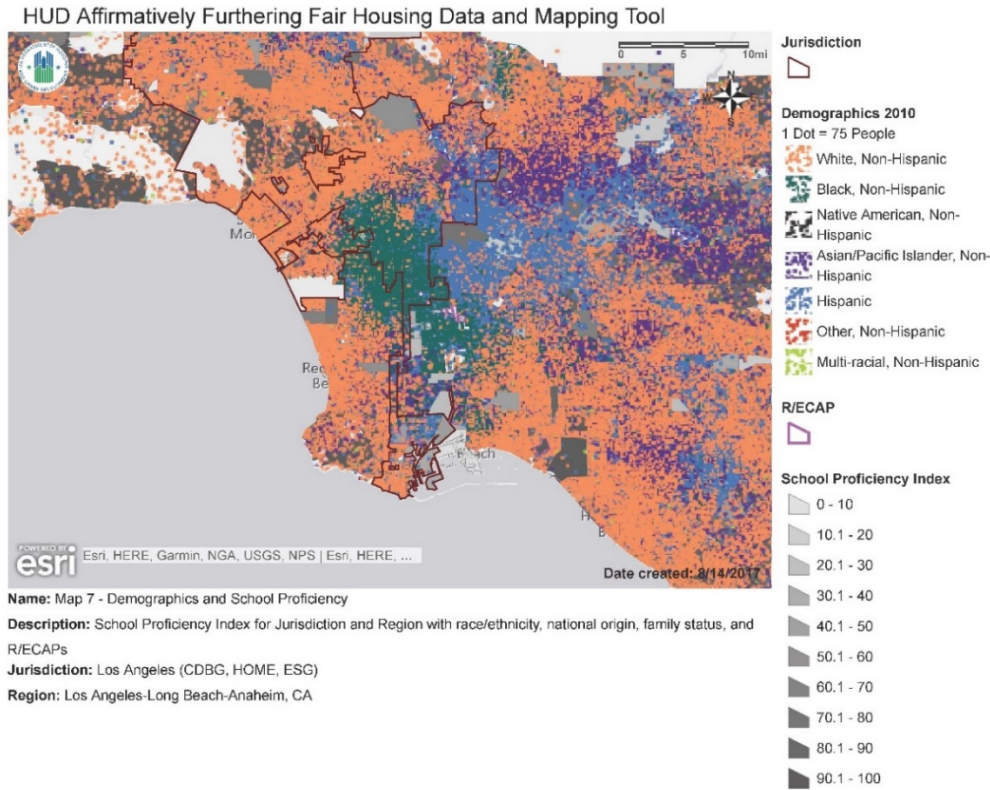 HUD Affirmatively Furthering Fair Housing Data and Mapping Tool
0 5 10mi
N
S
Mor
Rec
Be
each
H
B
POWERED BY
esri
Esri, HERE, Garmin, NGA, USGS, NPS | Esri, HERE, ...
Date created: 8/14/2017
Name: Map 7 - Demographics and School Proficiency
Description: School Proficiency Index for Jurisdiction and Region with race/ethnicity, national origin, family status, and
R/ECAPs
Jurisdiction: Los Angeles (CDBG, HOME, ESG)
Region: Los Angeles-Long Beach-Anaheim, CA
Jurisdiction
Demographics 2010
1 Dot = 75 People
White, Non-Hispanic
Black, Non-Hispanic
Native American, Non-
Hispanic
Asian/Pacific Islander, Non-
Hispanic
Hispanic
Other, Non-Hispanic
Multi-racial, Non-Hispanic
R/ECAP
School Proficiency Index
0 - 10
10.1 - 20
20.1 - 30
30.1 - 40
40.1 - 50
50.1 - 60
60.1 - 70
70.1 - 80
80.1 - 90
90.1 - 100